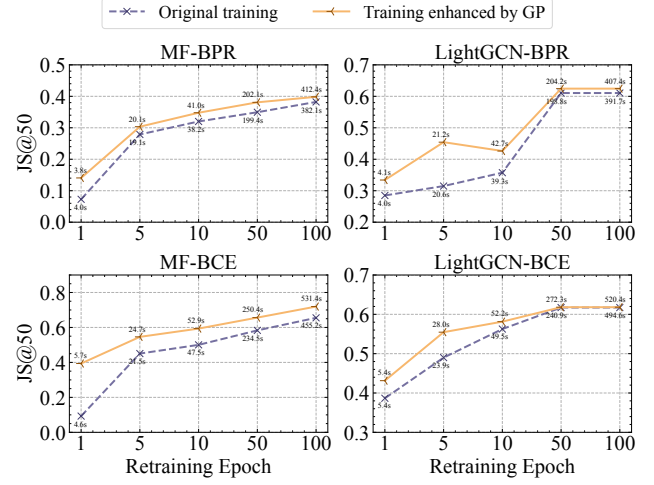 Original training
Training enhanced by GP
MF-BPR
LightGCN-BPR
JS@50
0.5
0.4
0.3
0.2
0.1
0.0
3.8s
20.1s
41.0s
202.1s
412.4s
4.0s
19.1s
38.2s
199.4s
382.1s
1
5
10
50
100
0.7
0.6
0.5
0.4
0.3
0.2
4.1s
21.2s
42.7s
204.2s
407.4s
4.0s
20.6s
39.3s
193.8s
391.7s
1
5
10
50
100
MF-BCE
LightGCN-BCE
JS@50
0.8
0.6
0.4
0.2
0.0
5.7s
24.7s
52.9s
250.4s
531.4s
4.6s
21.5s
47.5s
234.5s
455.2s
1
5
10
50
100
Retraining Epoch
0.7
0.6
0.5
0.4
0.3
5.4s
28.0s
52.2s
272.3s
520.4s
5.4s
23.9s
49.5s
240.9s
1
5
10
50
100
Retraining Epoch